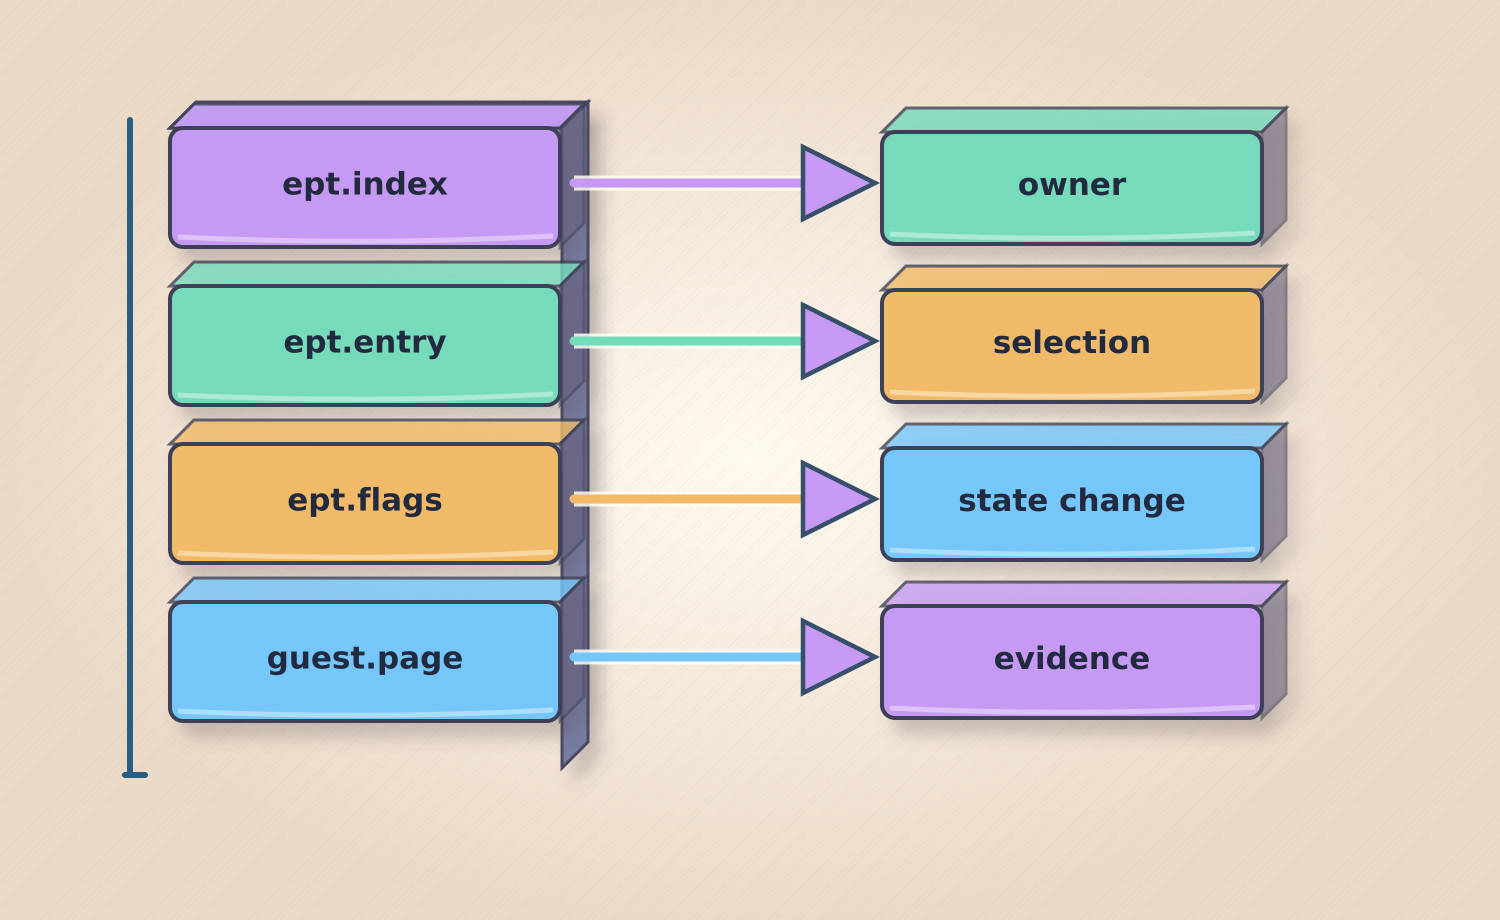 ept.index
owner
ept.entry
selection
ept.flags
state change
guest.page
evidence